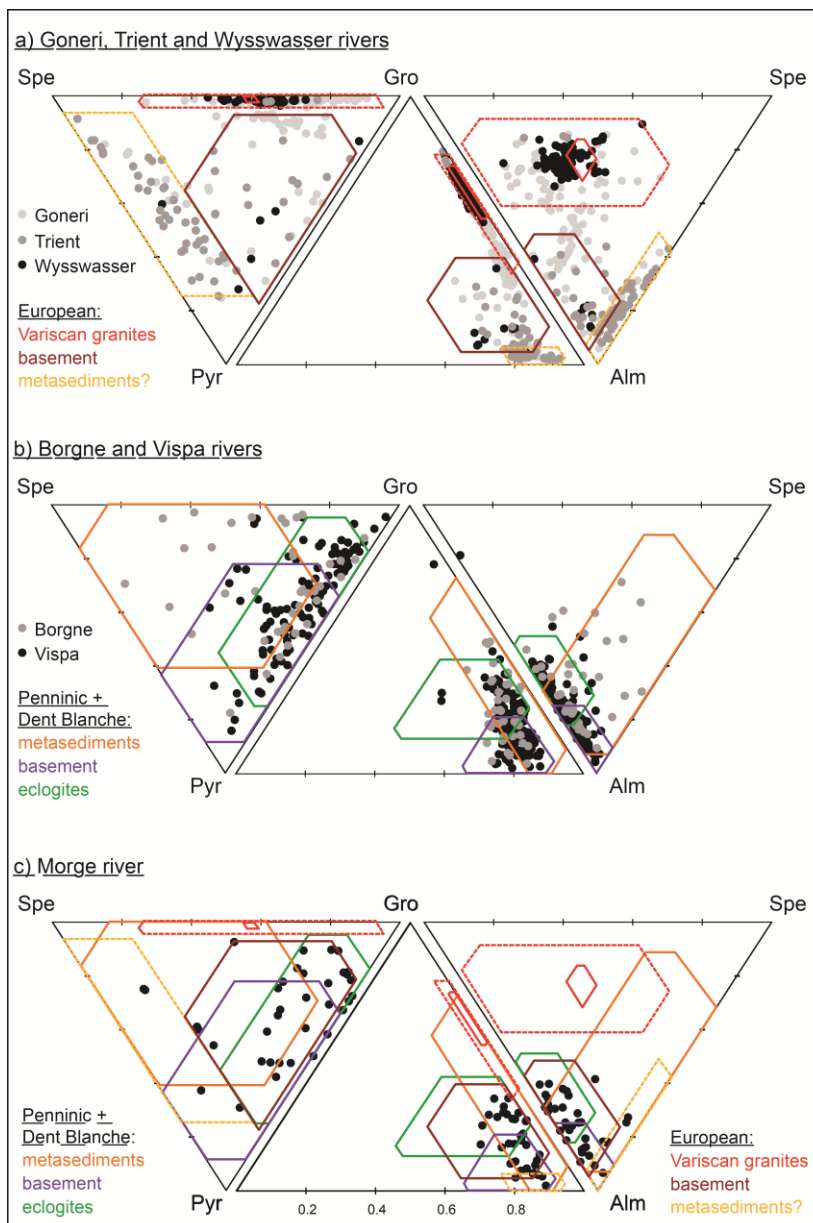 a) Goneri, Trient and Wysswasser rivers
Spe Gro Spe
Goneri
Trient
Wysswasser
European:
Variscan granites
basement
metasediments?
Pyr Alm
b) Borgne and Vispa rivers
Spe Gro Spe
Borgne
Vispa
Penninic +
Dent Blanche:
metasediments
basement
eclogites
Pyr Alm
c) Morge river
Spe Gro Spe
Penninic +
Dent Blanche:
metasediments
basement
eclogites
Pyr Alm
European:
Variscan granites
basement
metasediments?
0.2 0.4 0.6 0.8